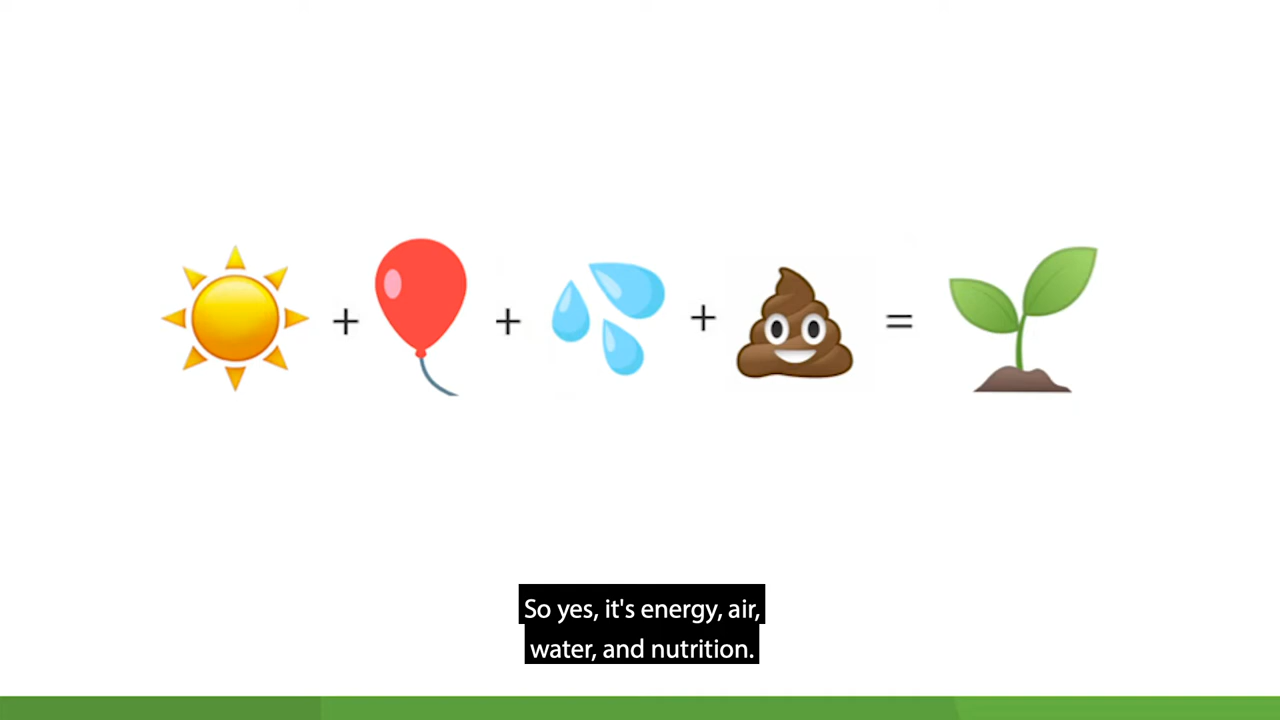 + + + =
So yes, it's energy, air,
water, and nutrition.